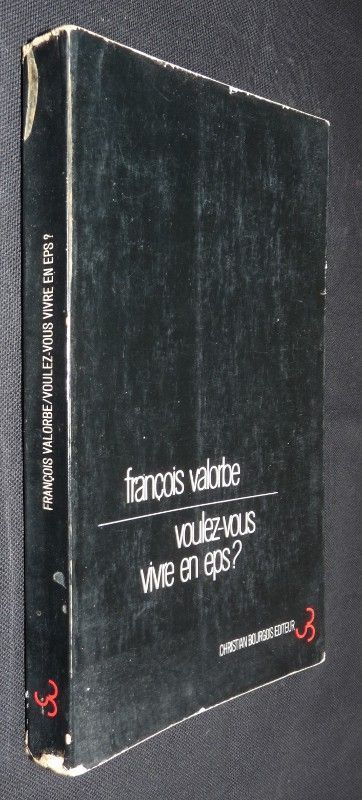 FRANÇOIS VALORBE/VOULEZ-VOUS VIVRE EN EPS?
françois valorbe
voulez-vous
vivre en eps?
CHRISTIAN BOURGOIS EDITEUR